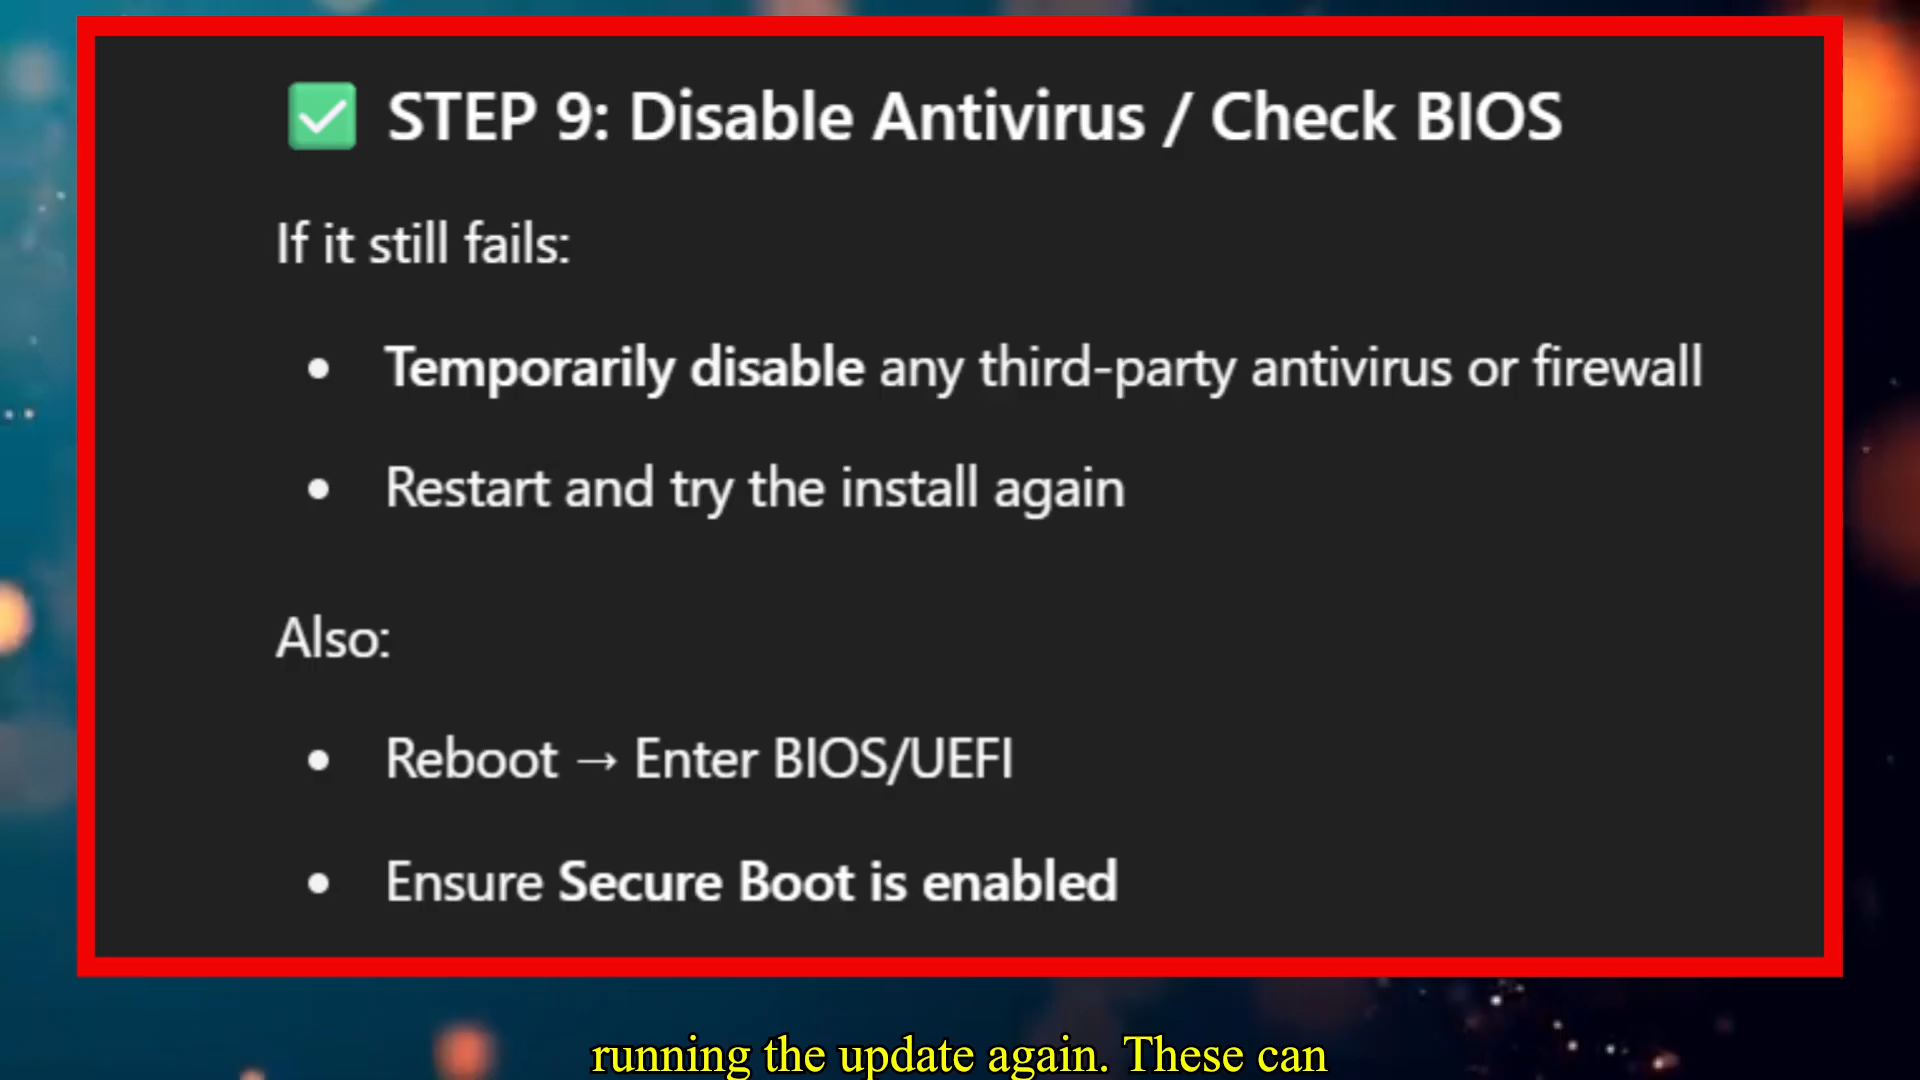 ✅ STEP 9: Disable Antivirus / Check BIOS
If it still fails:
• Temporarily disable any third-party antivirus or firewall
• Restart and try the install again
Also:
• Reboot → Enter BIOS/UEFI
• Ensure Secure Boot is enabled
running the update again. These can